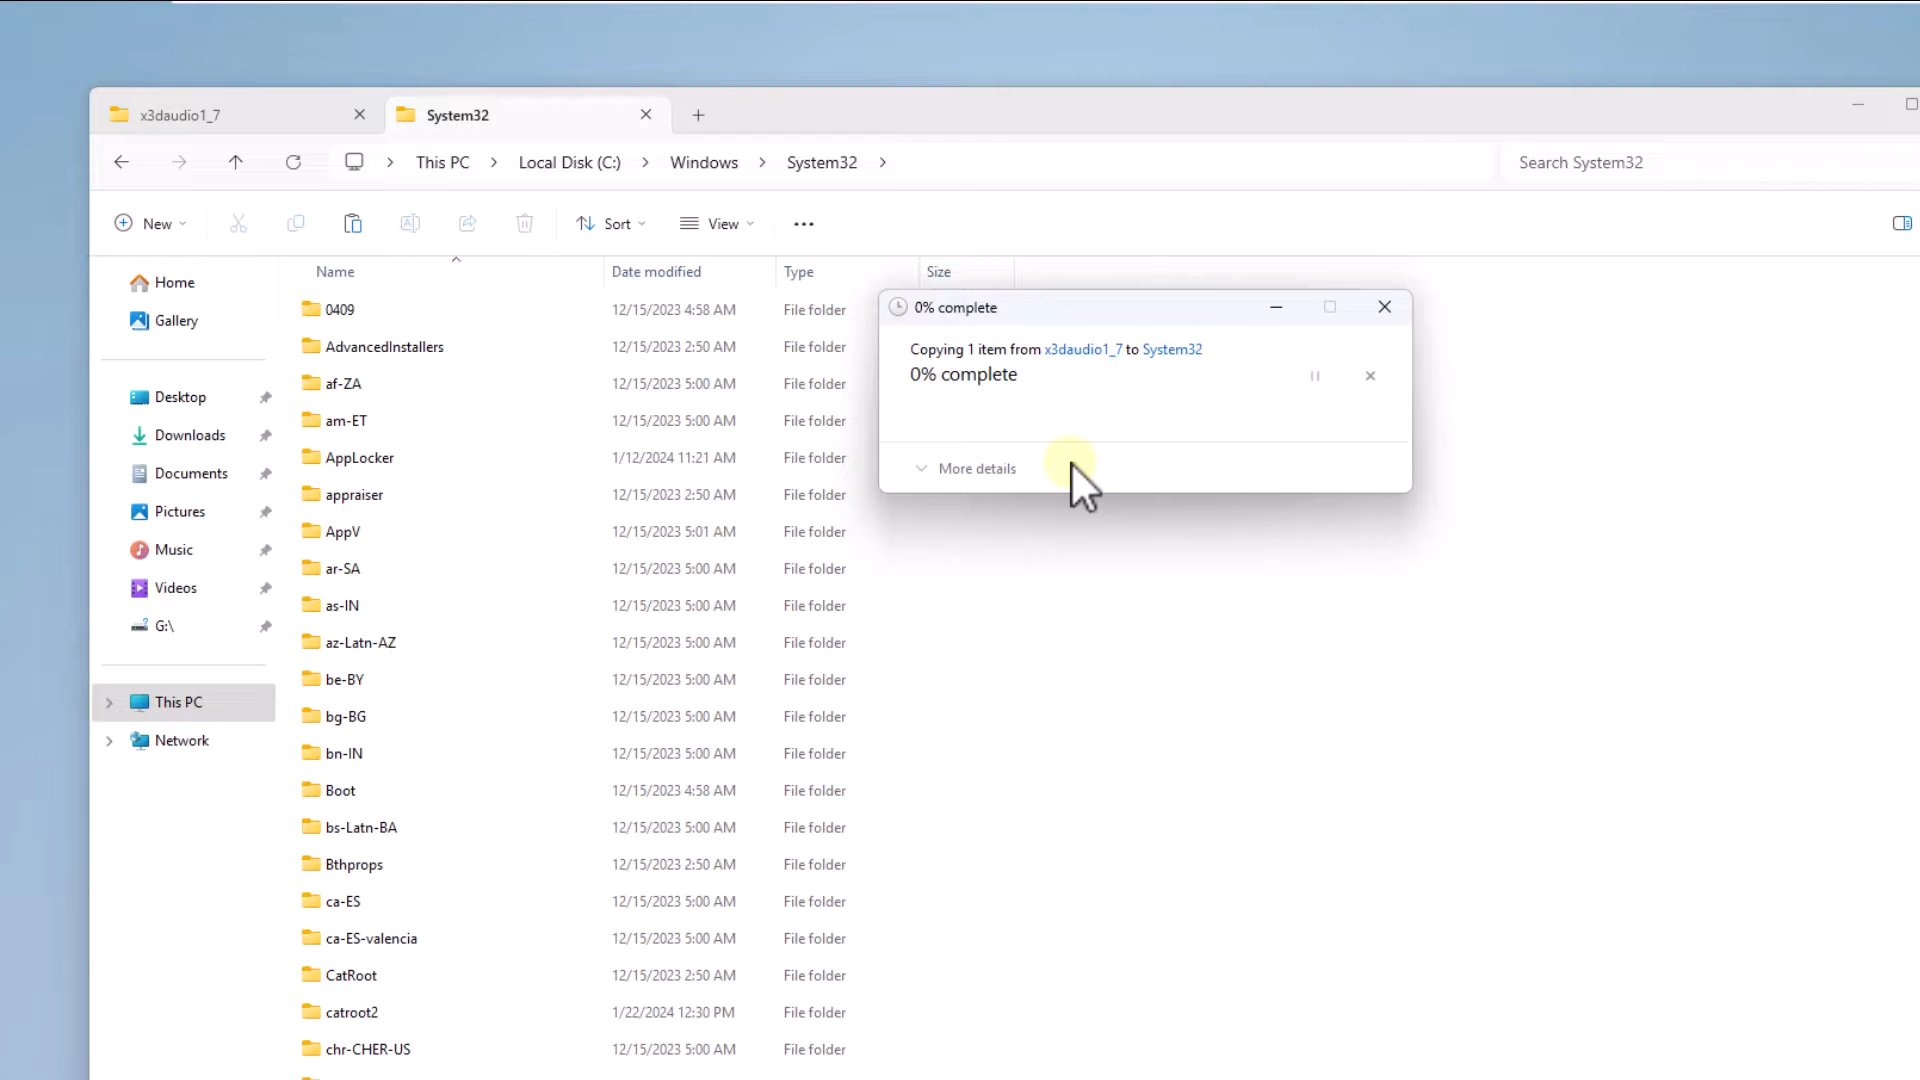 x3daudio1_7
System32
This PC
Local Disk (C:)
Windows
System32
Search System32
New
Sort
View
Name
Date modified
Type
Size
Home
Gallery
Desktop
Downloads
Documents
Pictures
Music
Videos
G:\
This PC
Network
0409 12/15/2023 4:58 AM File folder
AdvancedInstallers 12/15/2023 2:50 AM File folder
af-ZA 12/15/2023 5:00 AM File folder
am-ET 12/15/2023 5:00 AM File folder
AppLocker 1/12/2024 11:21 AM File folder
appraiser 12/15/2023 2:50 AM File folder
AppV 12/15/2023 5:01 AM File folder
ar-SA 12/15/2023 5:00 AM File folder
as-IN 12/15/2023 5:00 AM File folder
az-Latn-AZ 12/15/2023 5:00 AM File folder
be-BY 12/15/2023 5:00 AM File folder
bg-BG 12/15/2023 5:00 AM File folder
bn-IN 12/15/2023 5:00 AM File folder
Boot 12/15/2023 4:58 AM File folder
bs-Latn-BA 12/15/2023 5:00 AM File folder
Bthprops 12/15/2023 2:50 AM File folder
ca-ES 12/15/2023 5:00 AM File folder
ca-ES-valencia 12/15/2023 5:00 AM File folder
CatRoot 12/15/2023 2:50 AM File folder
catroot2 1/22/2024 12:30 PM File folder
chr-CHER-US 12/15/2023 5:00 AM File folder
0% complete
Copying 1 item from x3daudio1_7 to System32
0% complete
More details